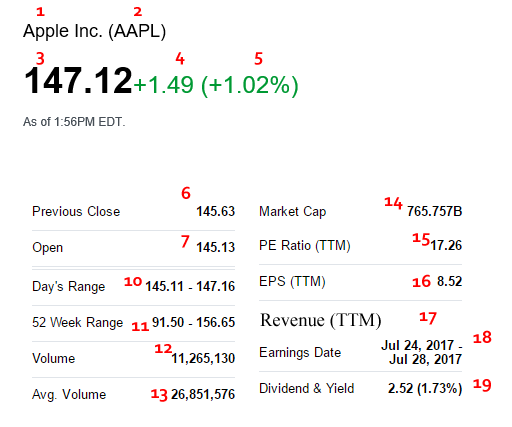 1 2
Apple Inc. (AAPL)
3 4 5
147.12+1.49 (+1.02%)
As of 1:56PM EDT.
6
Previous Close 145.63
7
Open 145.13
Day's Range 10 145.11 - 147.16
52 Week Range 11 91.50 - 156.65
12
Volume 11,265,130
Avg. Volume 13 26,851,576
14
Market Cap 765.757B
15
PE Ratio (TTM) 17.26
EPS (TTM) 16 8.52
Revenue (TTM) 17
18
Earnings Date Jul 24, 2017 -
Jul 28, 2017
Dividend & Yield 2.52 (1.73%) 19